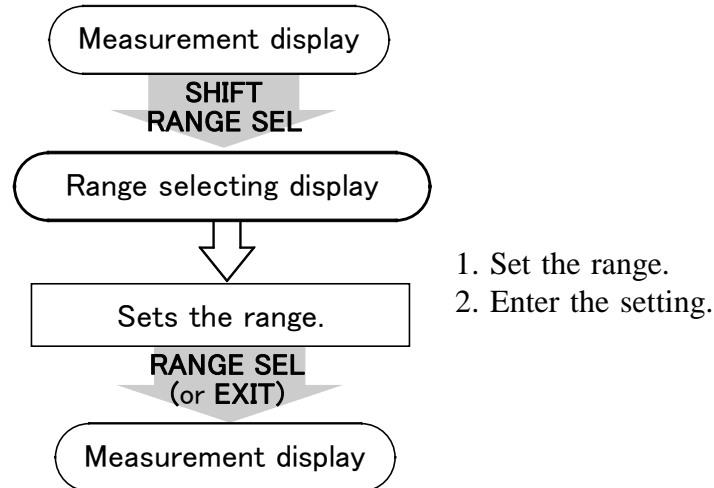 Measurement display
SHIFT
RANGE SEL
Range selecting display
Sets the range.
1. Set the range.
2. Enter the setting.
RANGE SEL
(or EXIT)
Measurement display